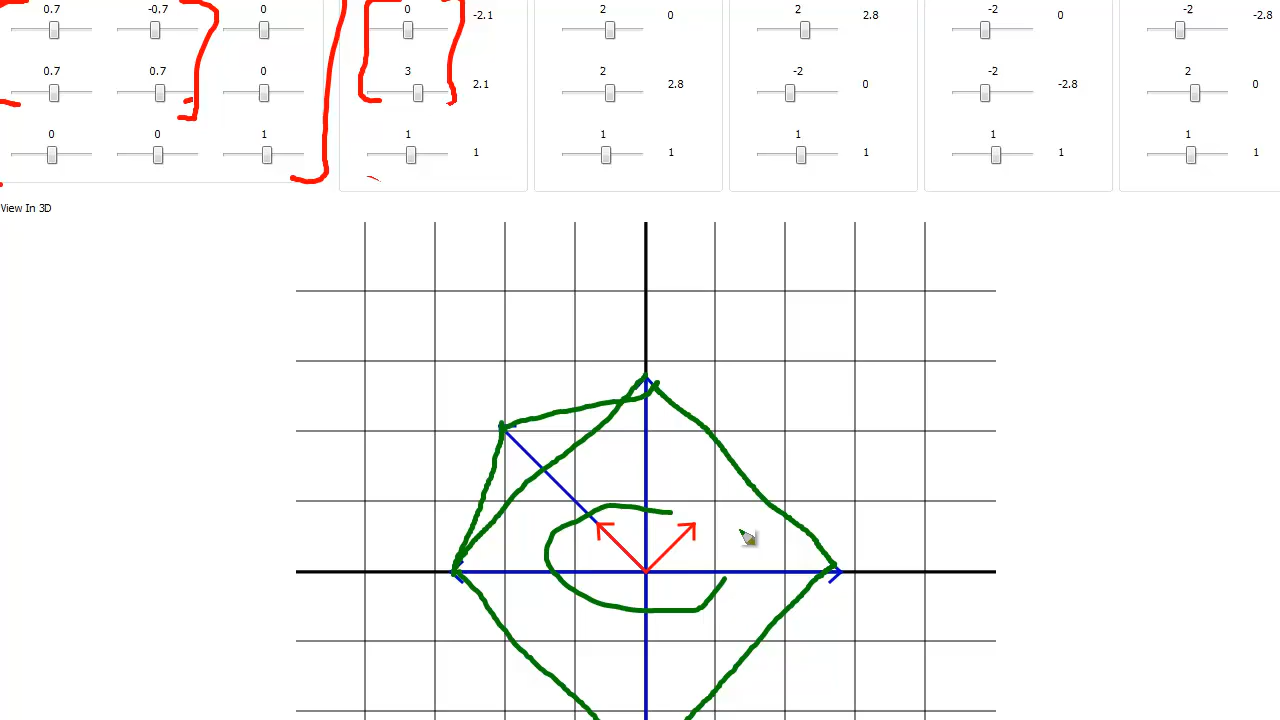 0.7 -0.7 0 0 -2.1 2 0 2 2.8 -2 0 -2 -2.8
0.7 0.7 0 3 2.1 2 2.8 -2 0 -2 -2.8 2 0
0 0 1 1 1 1 1 1 1 1 1 1 1
View In 3D